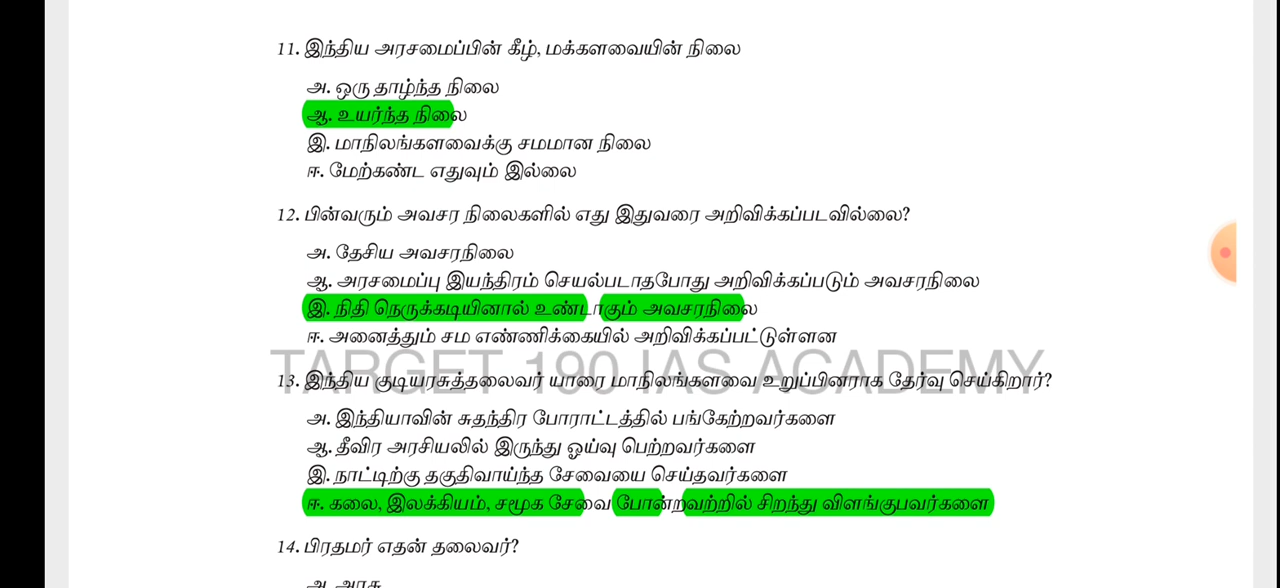 11. இந்திய அரசமைப்பின் கீழ், மக்களவையின் நிலை
அ. ஒரு தாழ்ந்த நிலை
ஆ. உயர்ந்த நிலை
இ. மாநிலங்களவைக்கு சமமான நிலை
ஈ. மேற்கண்ட எதுவும் இல்லை
12. பின்வரும் அவசர நிலைகளில் எது இதுவரை அறிவிக்கப்படவில்லை?
அ. தேசிய அவசரநிலை
ஆ. அரசமைப்பு இயந்திரம் செயல்படாதபோது அறிவிக்கப்படும் அவசரநிலை
இ. நிதி நெருக்கடியினால் உண்டாகும் அவசரநிலை
ஈ. அனைத்தும் சம எண்ணிக்கையில் அறிவிக்கப்பட்டுள்ளன
TARGET 190 IAS ACADEMY
13. இந்திய குடியரசுத்தலைவர் யாரை மாநிலங்களவை உறுப்பினராக தேர்வு செய்கிறார்?
அ. இந்தியாவின் சுதந்திர போராட்டத்தில் பங்கேற்றவர்களை
ஆ. தீவிர அரசியலில் இருந்து ஓய்வு பெற்றவர்களை
இ. நாட்டிற்கு தகுதிவாய்ந்த சேவையை செய்தவர்களை
ஈ. கலை, இலக்கியம், சமூக சேவை போன்றவற்றில் சிறந்து விளங்குபவர்களை
14. பிரதமர் எதன் தலைவர்?
அ. அரசு